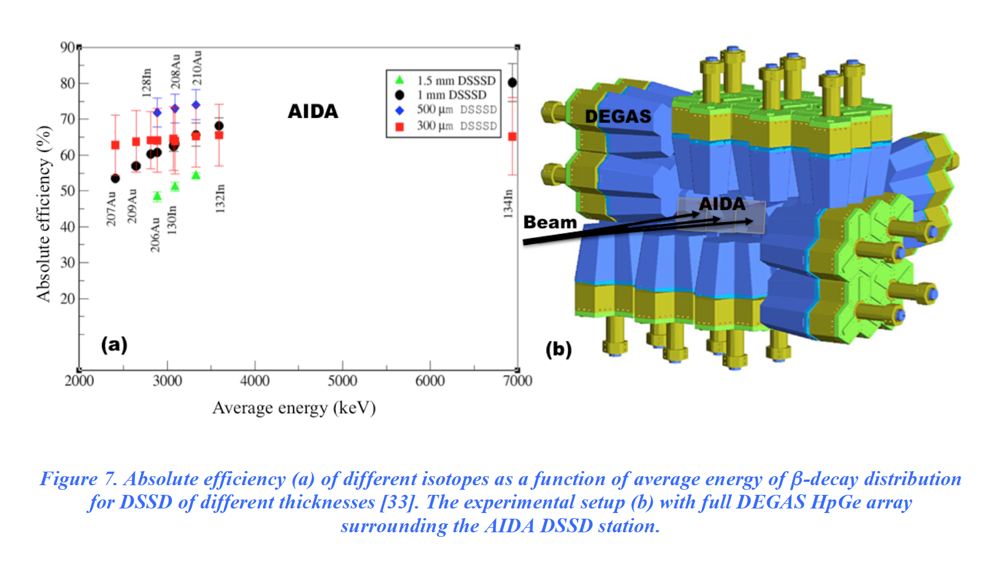 90
80
70
60
50
40
30
20
Absolute efficiency (%)
2000
3000
4000
5000
6000
7000
Average energy (keV)
207Au
209Au
128In
206Au
208Au
130In
210Au
132In
134In
AIDA
1.5 mm DSSSD
1 mm DSSSD
500 μm DSSSD
300 μm DSSSD
(a)
DEGAS
AIDA
Beam
(b)
Figure 7. Absolute efficiency (a) of different isotopes as a function of average energy of β-decay distribution
for DSSD of different thicknesses [33]. The experimental setup (b) with full DEGAS HpGe array
surrounding the AIDA DSSD station.